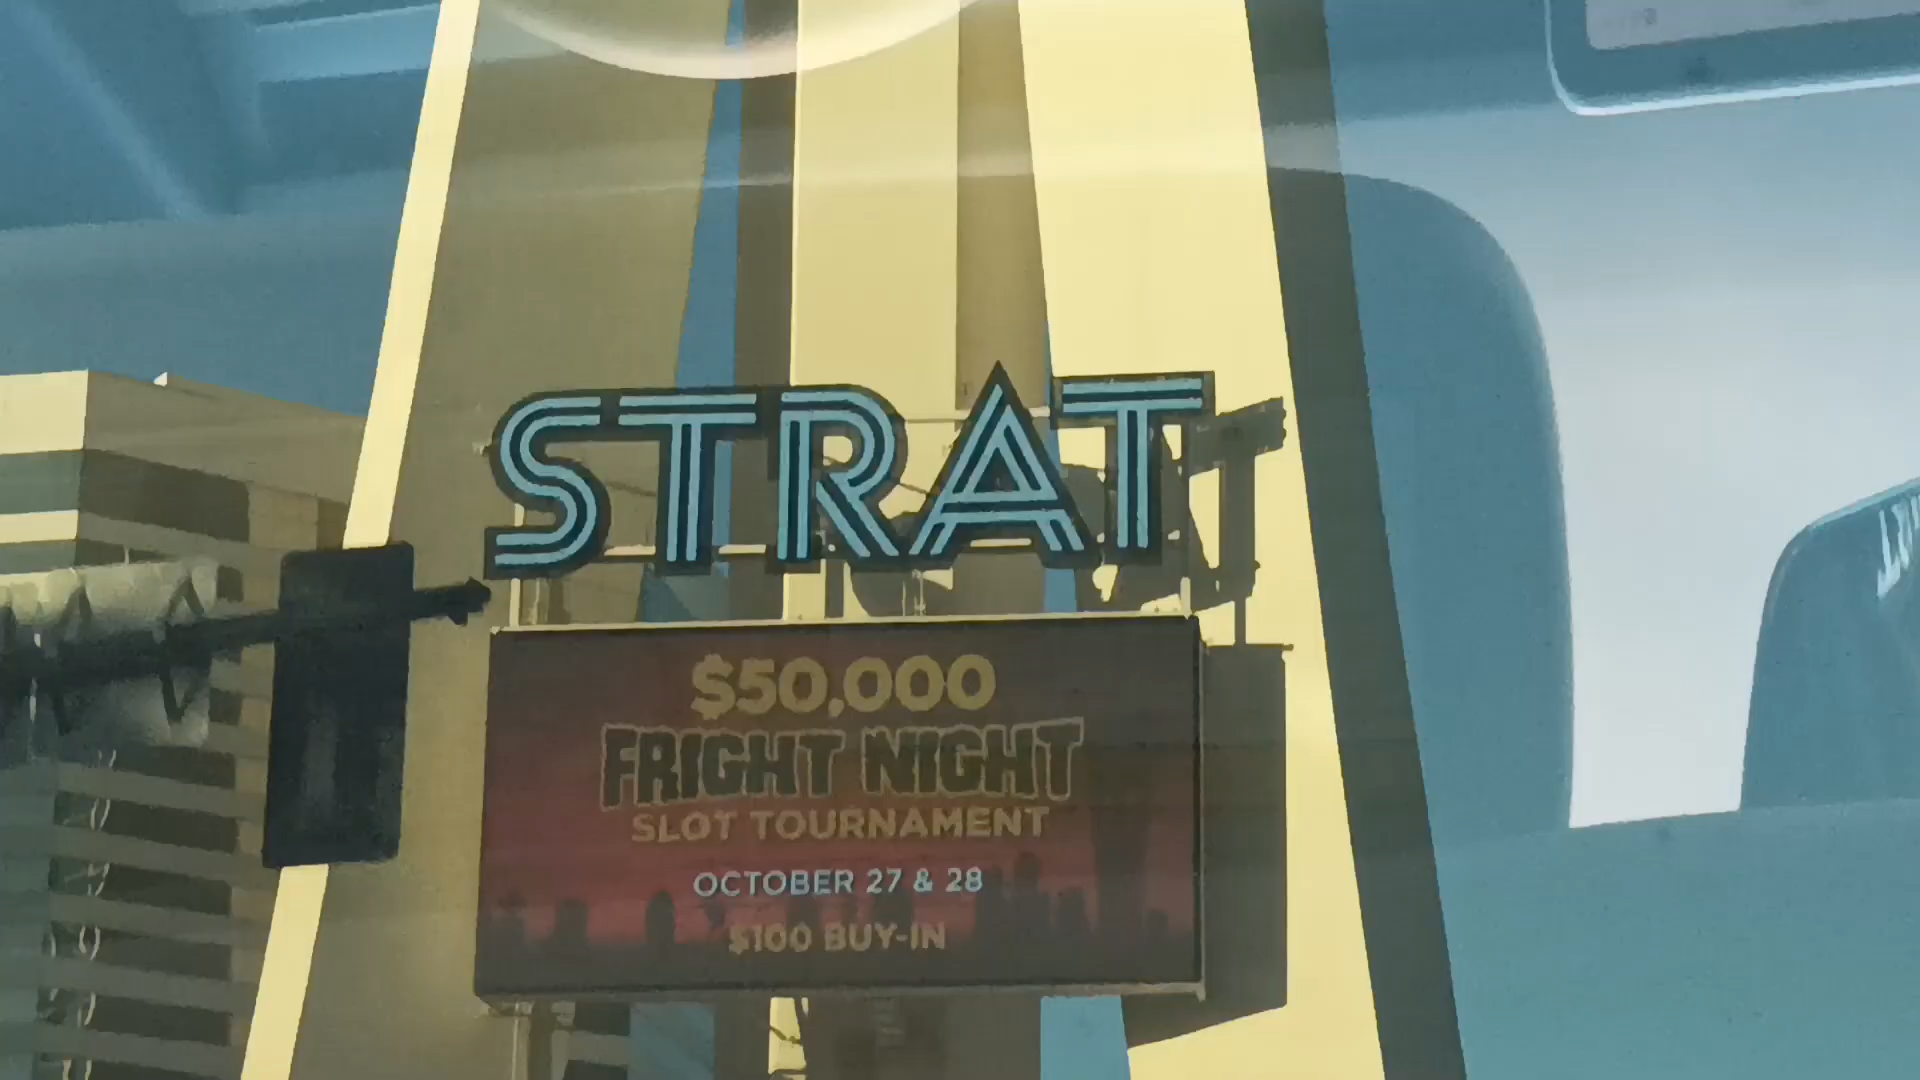 STRAT
$50,000
FRIGHT NIGHT
SLOT TOURNAMENT
OCTOBER 27 & 28
$100 BUY-IN